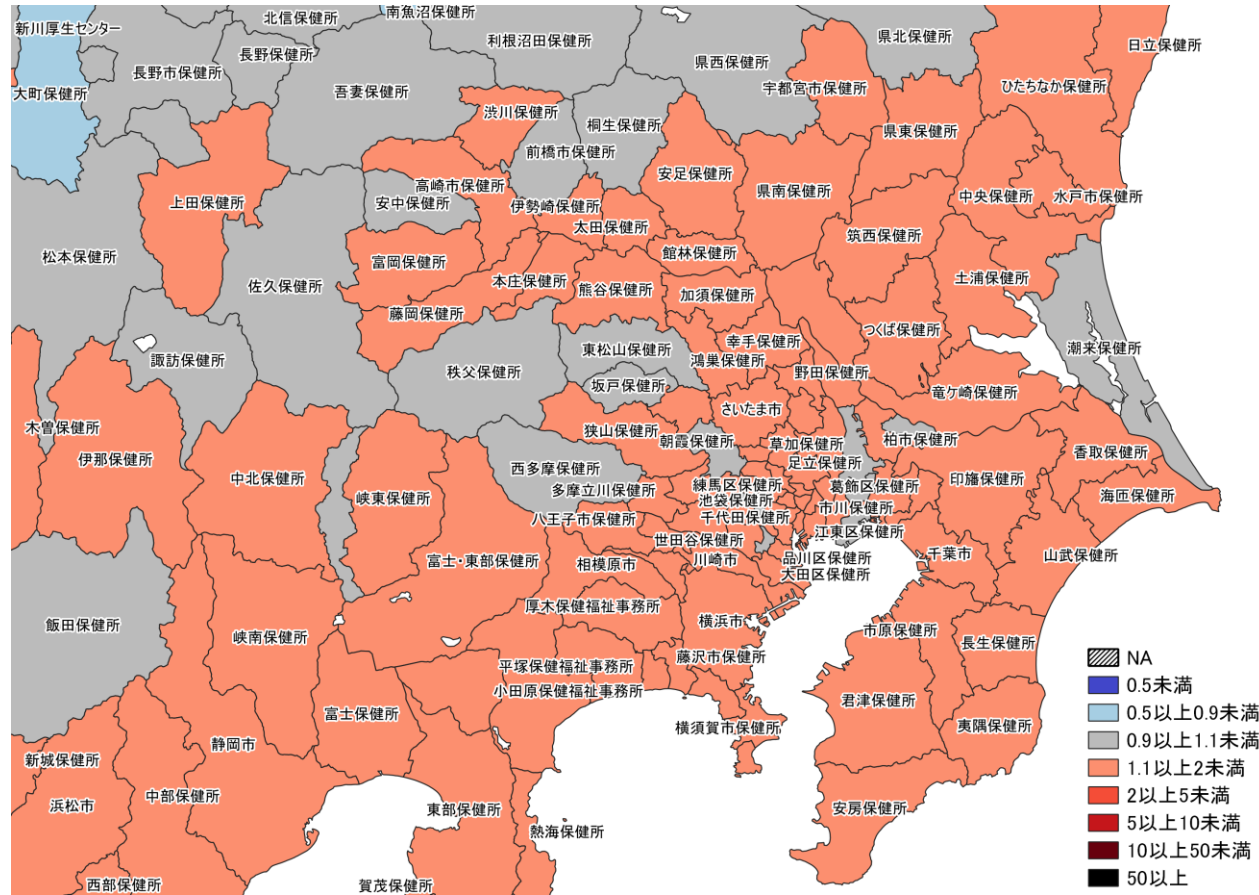 新川厚生センター
北信保健所
南魚沼保健所
利根沼田保健所
県北保健所
日立保健所
長野保健所
長野市保健所
県西保健所
大町保健所
吾妻保健所
宇都宮市保健所
ひたちなか保健所
渋川保健所
桐生保健所
県東保健所
前橋市保健所
安足保健所
県南保健所
高崎市保健所
中央保健所
水戸市保健所
上田保健所
安中保健所
伊勢崎保健所
太田保健所
筑西保健所
松本保健所
富岡保健所
館林保健所
土浦保健所
佐久保健所
本庄保健所
熊谷保健所
加須保健所
藤岡保健所
つくば保健所
幸手保健所
潮来保健所
東松山保健所
鴻巣保健所
諏訪保健所
秩父保健所
野田保健所
坂戸保健所
竜ケ崎保健所
さいたま市
木曽保健所
狭山保健所
朝霞保健所
草加保健所
柏市保健所
伊那保健所
香取保健所
足立保健所
西多摩保健所
中北保健所
印旛保健所
練馬区保健所
葛飾区保健所
多摩立川保健所
峡東保健所
池袋保健所
海匝保健所
市川保健所
八王子市保健所
千代田保健所
江東区保健所
世田谷保健所
千葉市
山武保健所
富士・東部保健所
相模原市
川崎市
品川区保健所
大田区保健所
厚木保健福祉事務所
飯田保健所
横浜市
市原保健所
峡南保健所
長生保健所
藤沢市保健所
平塚保健福祉事務所
小田原保健福祉事務所
君津保健所
富士保健所
横須賀市保健所
夷隅保健所
静岡市
新城保健所
中部保健所
浜松市
東部保健所
安房保健所
熱海保健所
西部保健所
賀茂保健所
NA
0.5未満
0.5以上0.9未満
0.9以上1.1未満
1.1以上2未満
2以上5未満
5以上10未満
10以上50未満
50以上